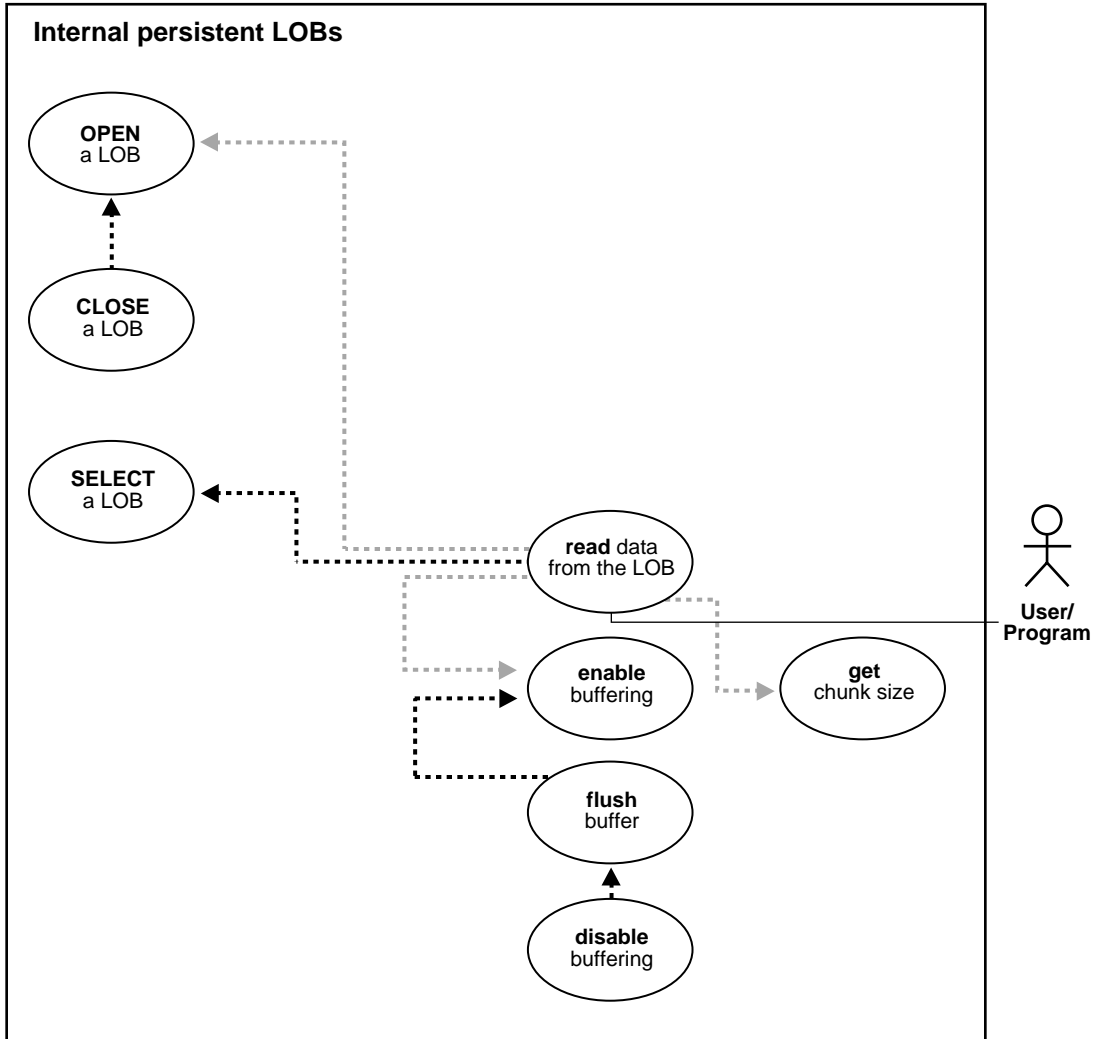 Internal persistent LOBs
OPEN
a LOB
CLOSE
a LOB
SELECT
a LOB
read data
from the LOB
User/
Program
enable
buffering
get
chunk size
flush
buffer
disable
buffering